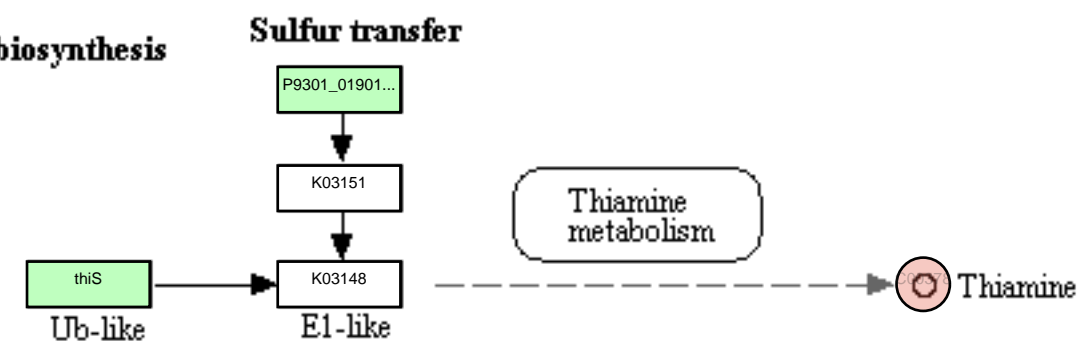 Sulfur transfer
biosynthesis
P9301_01901...
K03151
Thiamine
metabolism
thiS
K03148
Thiamine
Ub-like
E1-like